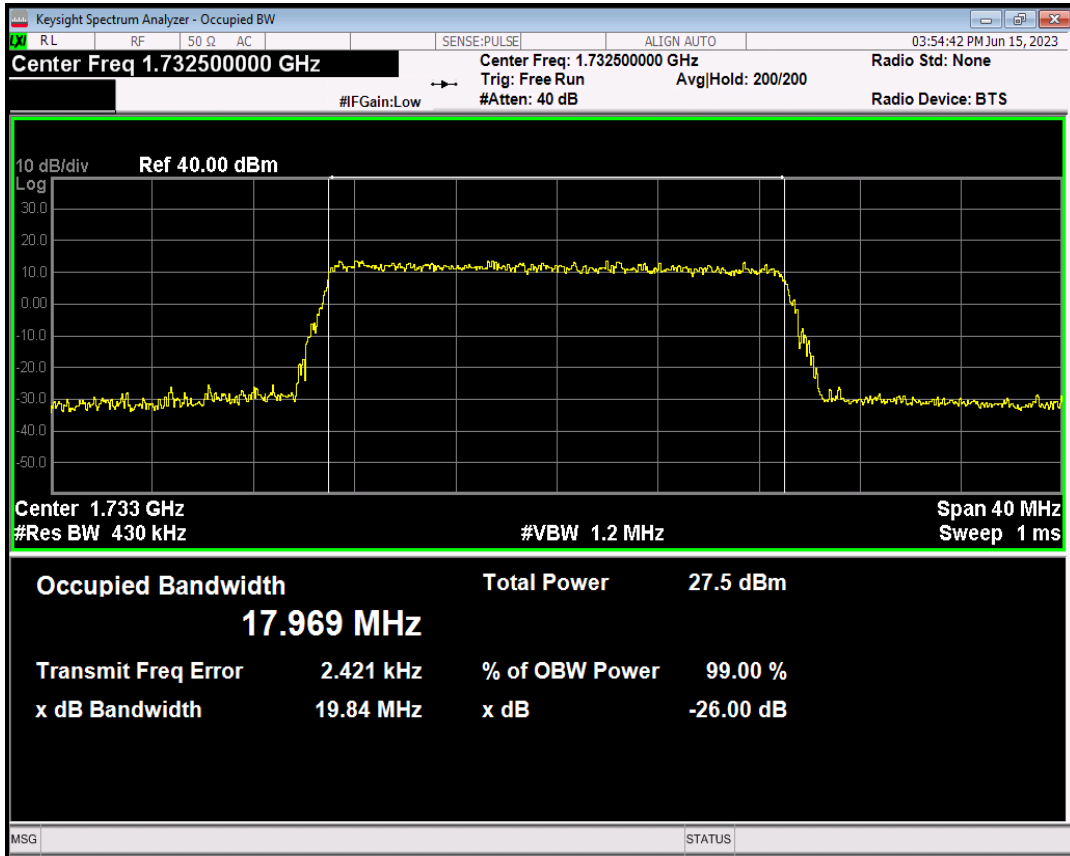 Keysight Spectrum Analyzer - Occupied BW
LXI RL RF 50 Ω AC SENSE:PULSE ALIGN AUTO 03:54:42 PM Jun 15, 2023
Center Freq 1.732500000 GHz Center Freq: 1.732500000 GHz Radio Std: None
Trig: Free Run Avg|Hold: 200/200
#IFGain:Low #Atten: 40 dB Radio Device: BTS
10 dB/div Ref 40.00 dBm
Log
30.0
20.0
10.0
0.00
-10.0
-20.0
-30.0
-40.0
-50.0
Center 1.733 GHz Span 40 MHz
#Res BW 430 kHz #VBW 1.2 MHz Sweep 1 ms
Occupied Bandwidth Total Power 27.5 dBm
17.969 MHz
Transmit Freq Error 2.421 kHz % of OBW Power 99.00 %
x dB Bandwidth 19.84 MHz x dB -26.00 dB
MSG STATUS